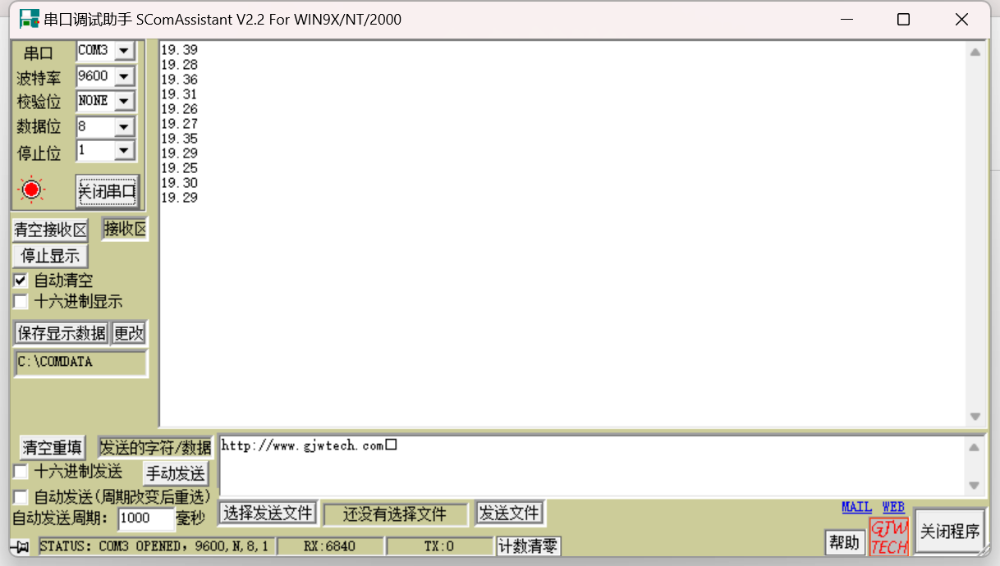 串口调试助手 SComAssistant V2.2 For WIN9X/NT/2000
串口 COM3
波特率 9600
校验位 NONE
数据位 8
停止位 1
关闭串口
清空接收区 接收区
停止显示
自动清空
十六进制显示
保存显示数据 更改
C:\COMDATA
19.39
19.28
19.36
19.31
19.26
19.27
19.35
19.29
19.25
19.30
19.29
清空重填 发送的字符/数据 http://www.gjwtech.com
十六进制发送 手动发送
自动发送(周期改变后重选)
自动发送周期: 1000 毫秒 选择发送文件 还没有选择文件 发送文件
MAIL WEB
帮助 GJW TECH 关闭程序
STATUS: COM3 OPENED, 9600,N,8,1 RX:6840 TX:0 计数清零